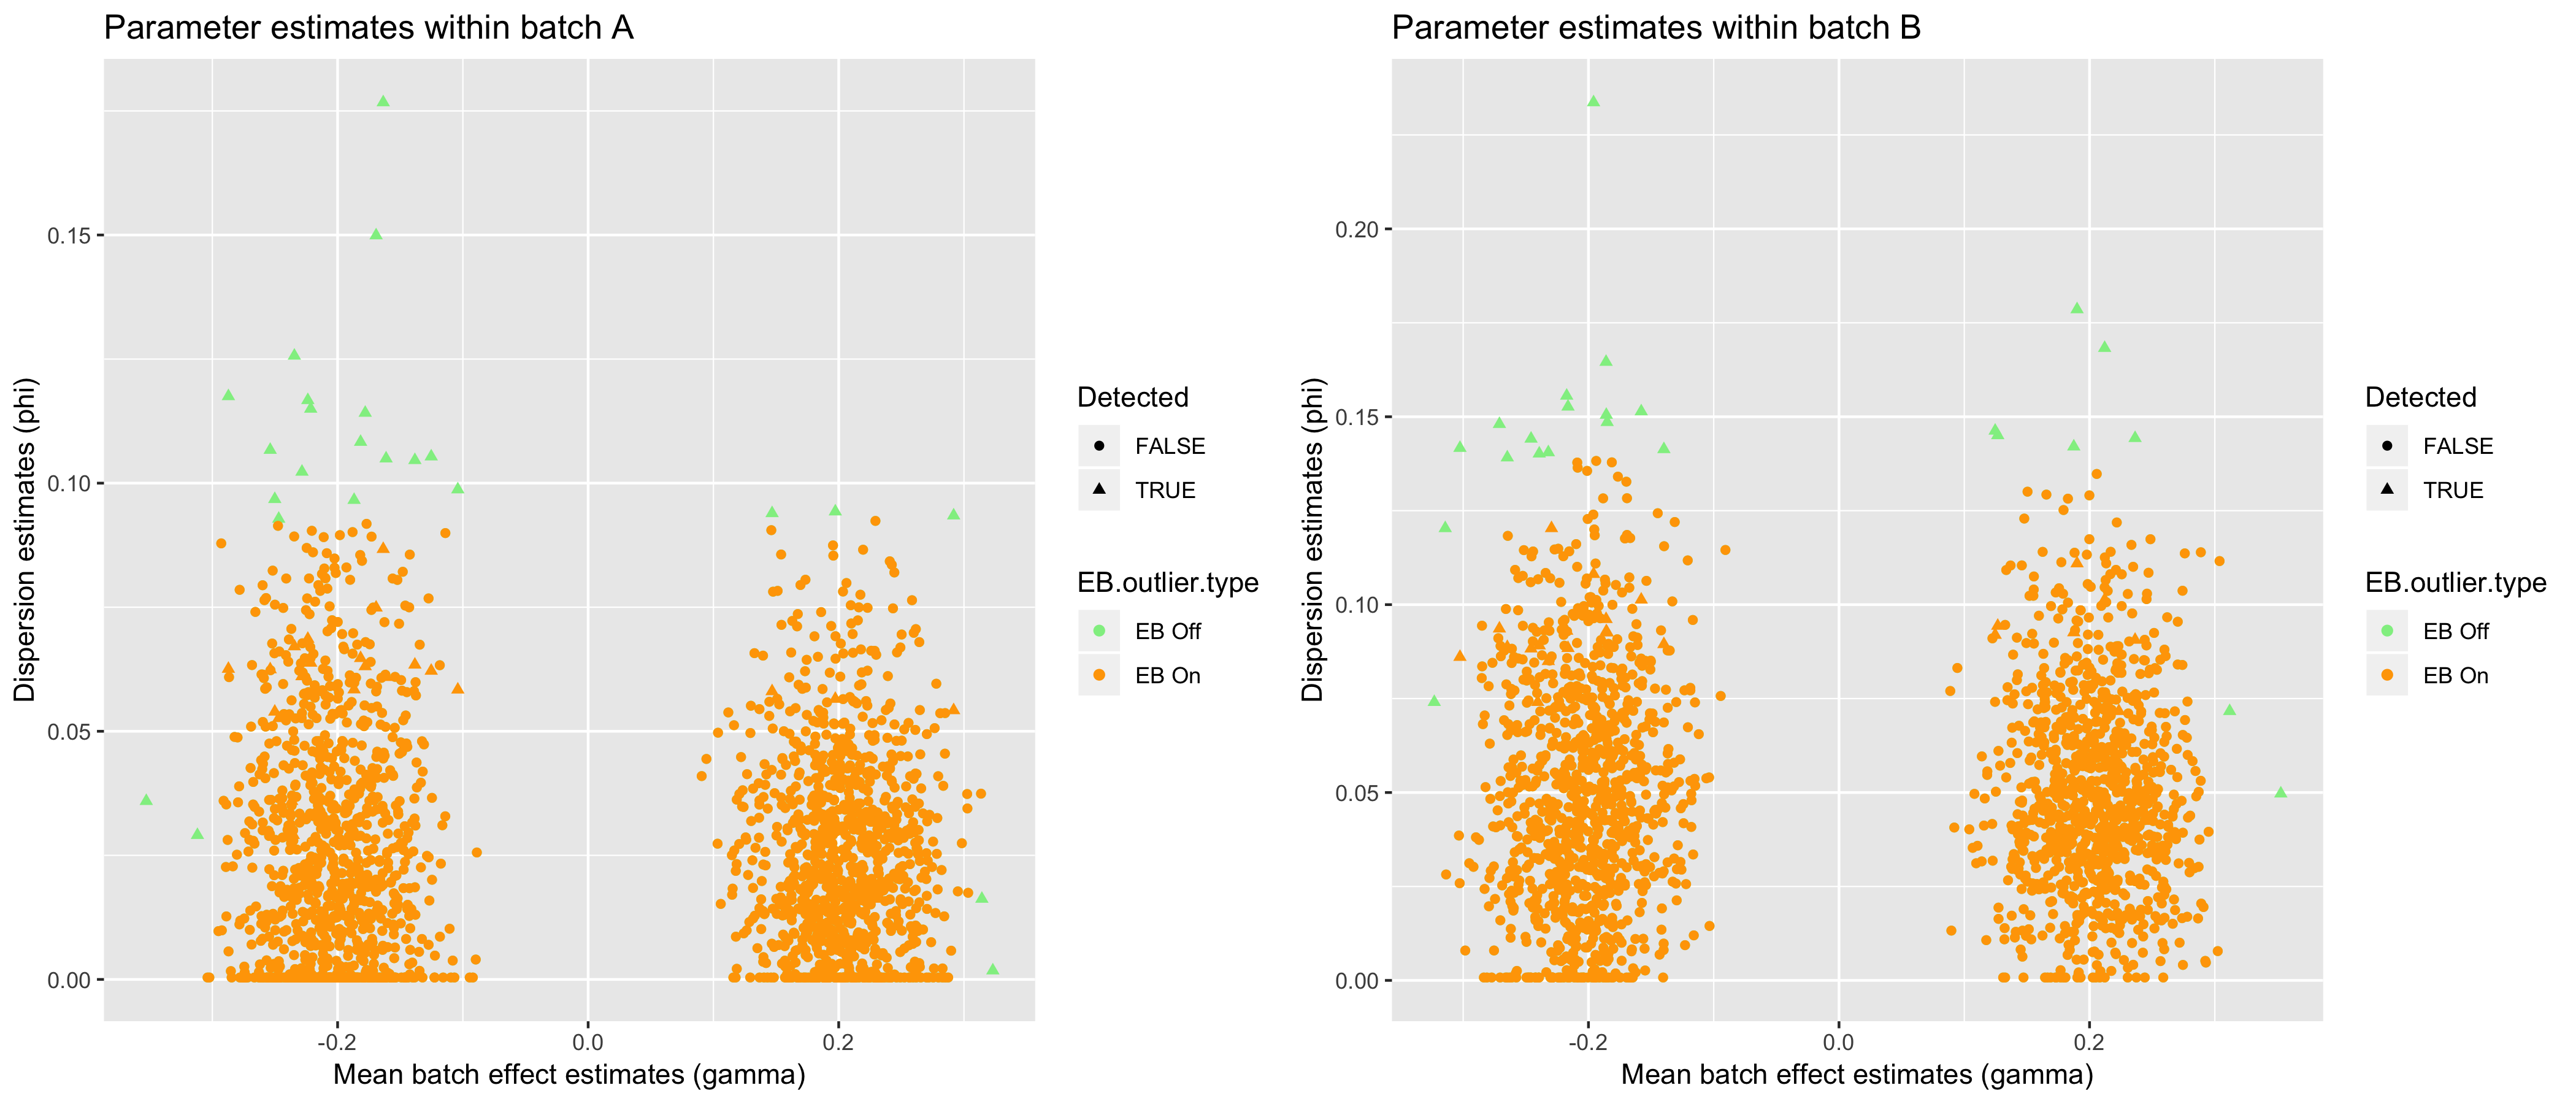 Parameter estimates within batch A
Dispersion estimates (phi)
0.15
0.10
0.05
0.00
-0.2
0.0
0.2
Mean batch effect estimates (gamma)
Detected
FALSE
TRUE
EB.outlier.type
EB Off
EB On
Parameter estimates within batch B
Dispersion estimates (phi)
0.20
0.15
0.10
0.05
0.00
-0.2
0.0
0.2
Mean batch effect estimates (gamma)
Detected
FALSE
TRUE
EB.outlier.type
EB Off
EB On